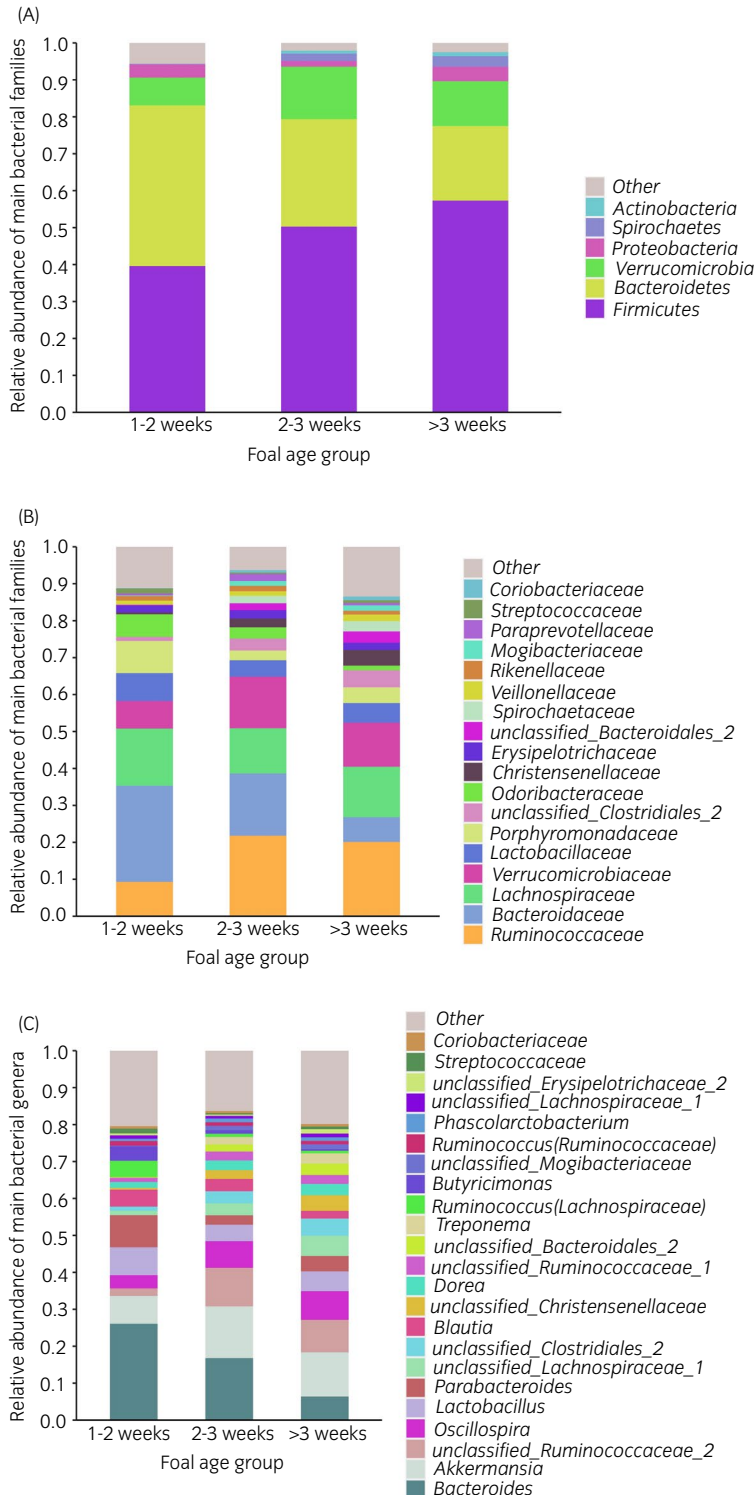 (A)
Relative abundance of main bacterial families
1.0
0.9
0.8
0.7
0.6
0.5
0.4
0.3
0.2
0.1
0.0
1-2 weeks
2-3 weeks
>3 weeks
Foal age group
Other
Actinobacteria
Spirochaetes
Proteobacteria
Verrucomicrobia
Bacteroidetes
Firmicutes
(B)
Relative abundance of main bacterial families
1.0
0.9
0.8
0.7
0.6
0.5
0.4
0.3
0.2
0.1
0.0
1-2 weeks
2-3 weeks
>3 weeks
Foal age group
Other
Coriobacteriaceae
Streptococcaceae
Paraprevotellaceae
Mogibacteriaceae
Rikenellaceae
Veillonellaceae
Spirochaetaceae
unclassified_Bacteroidales_2
Erysipelotrichaceae
Christensenellaceae
Odoribacteraceae
unclassified_Clostridiales_2
Porphyromonadaceae
Lactobacillaceae
Verrucomicrobiaceae
Lachnospiraceae
Bacteroidaceae
Ruminococcaceae
(C)
Relative abundance of main bacterial genera
1.0
0.9
0.8
0.7
0.6
0.5
0.4
0.3
0.2
0.1
0.0
1-2 weeks
2-3 weeks
>3 weeks
Foal age group
Other
Coriobacteriaceae
Streptococcaceae
unclassified_Erysipelotrichaceae_2
unclassified_Lachnospiraceae_1
Phascolarctobacterium
Ruminococcus(Ruminococcaceae)
unclassified_Mogibacteriaceae
Butyricimonas
Ruminococcus(Lachnospiraceae)
Treponema
unclassified_Bacteroidales_2
unclassified_Ruminococcaceae_1
Dorea
unclassified_Christensenellaceae
Blautia
unclassified_Clostridiales_2
unclassified_Lachnospiraceae_1
Parabacteroides
Lactobacillus
Oscillospira
unclassified_Ruminococcaceae_2
Akkermansia
Bacteroides